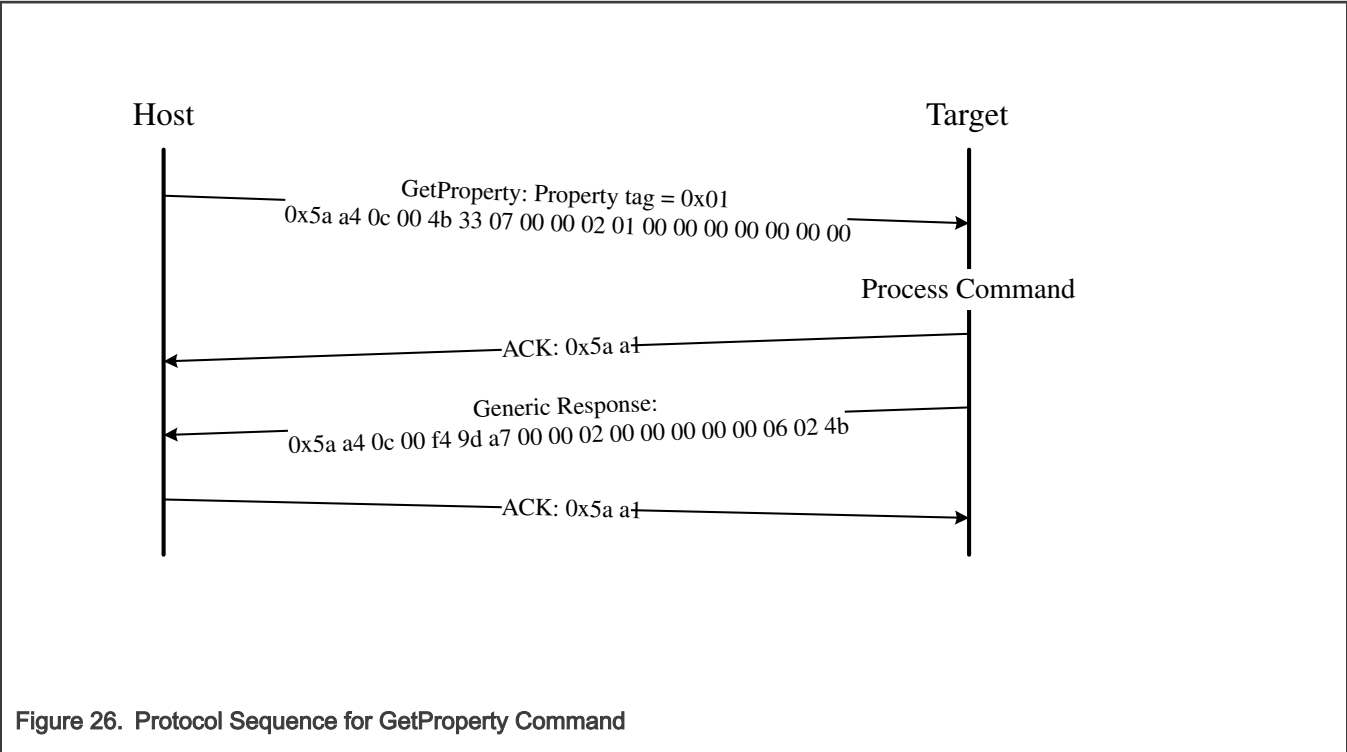 Host
Target
GetProperty: Property tag = 0x01
0x5a a4 0c 00 4b 33 07 00 00 02 01 00 00 00 00 00 00 00
Process Command
ACK: 0x5a a1
Generic Response:
0x5a a4 0c 00 f4 9d a7 00 00 02 00 00 00 00 00 06 02 4b
ACK: 0x5a a1
Figure 26. Protocol Sequence for GetProperty Command